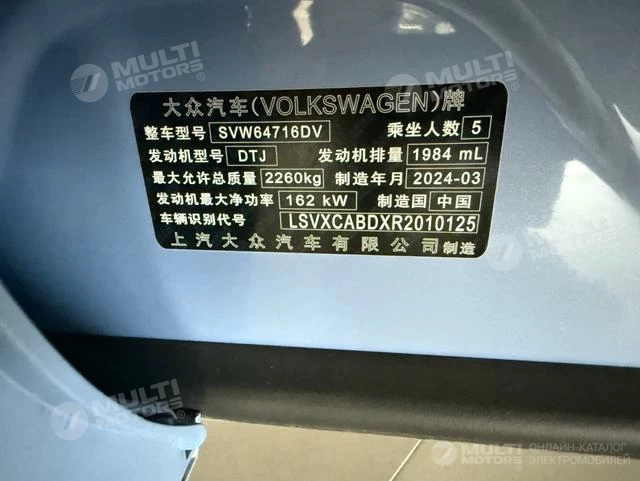 大众汽车(VOLKSWAGEN)牌
整车型号 SVW64716DV 乘坐人数 5
发动机型号 DTJ 发动机排量 1984 mL
最大允许总质量 2260kg 制造年月 2024-03
发动机最大净功率 162 kW 制造国 中国
车辆识别代号 LSVXCABDXR2010125
上汽大众汽车有限公司 制造
MULTI MOTORS®
MULTI MOTORS®
MULTI MOTORS®
MULTI MOTORS®
MULTI MOTORS
ОНЛАЙН-КАТАЛОГ
ЭЛЕКТРОМОБИЛЕЙ